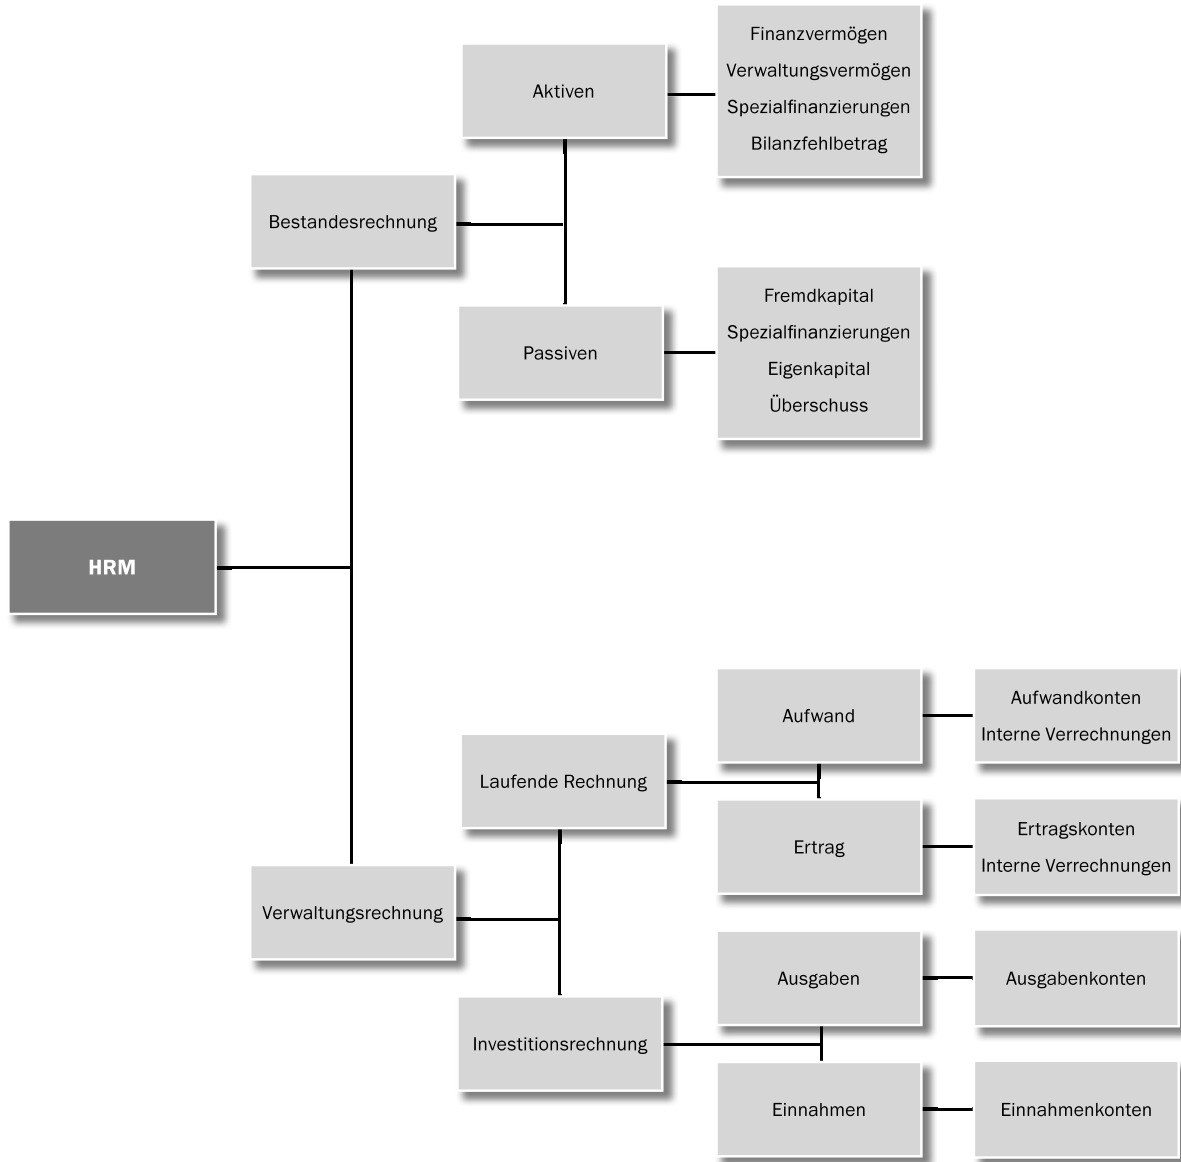 Finanzvermögen
Verwaltungsvermögen
Spezialfinanzierungen
Bilanzfehlbetrag
Aktiven
Bestandesrechnung
Passiven
Fremdkapital
Spezialfinanzierungen
Eigenkapital
Überschuss
HRM
Verwaltungsrechnung
Laufende Rechnung
Aufwand
Aufwandkonten
Interne Verrechnungen
Ertrag
Ertragskonten
Interne Verrechnungen
Investitionsrechnung
Ausgaben
Ausgabenkonten
Einnahmen
Einnahmenkonten